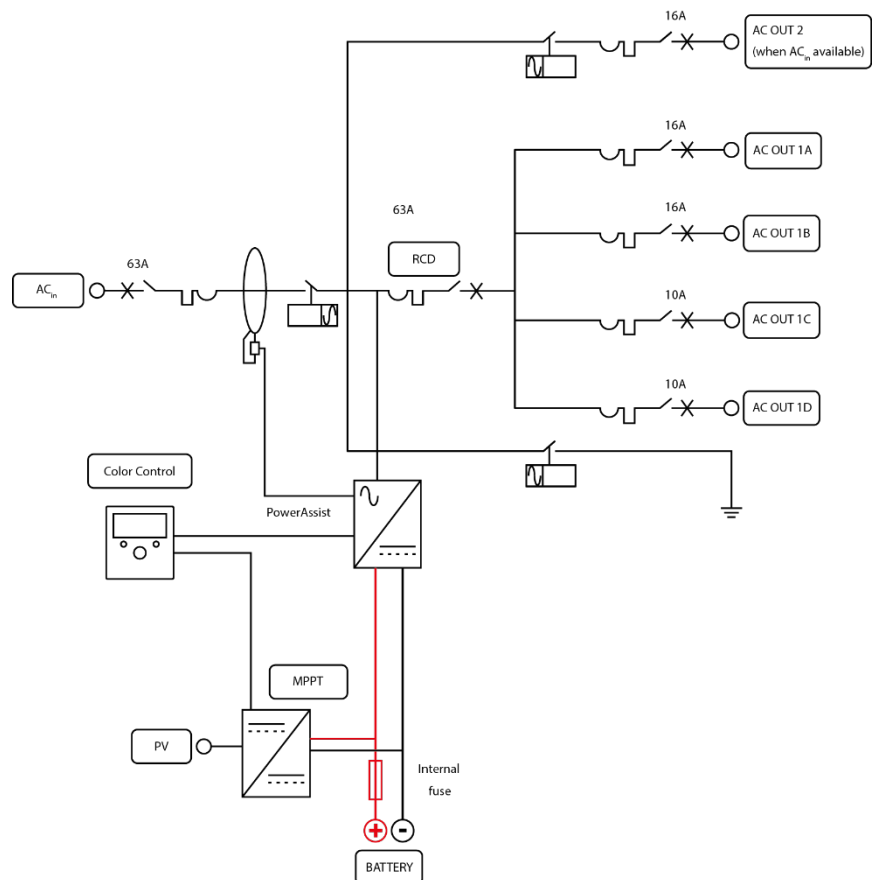 16A
AC OUT 2
(when ACin available)
16A
AC OUT 1A
63A
16A
AC OUT 1B
RCD
63A
ACin
10A
AC OUT 1C
10A
AC OUT 1D
Color Control
PowerAssist
MPPT
PV
Internal
fuse
+ -
BATTERY